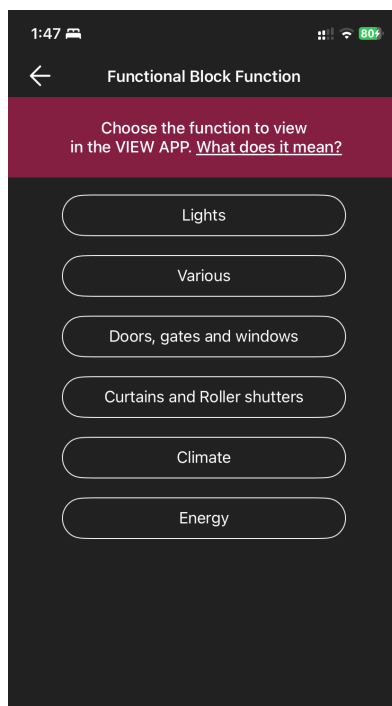 1:47
80
Functional Block Function
Choose the function to view
in the VIEW APP. What does it mean?
Lights
Various
Doors, gates and windows
Curtains and Roller shutters
Climate
Energy